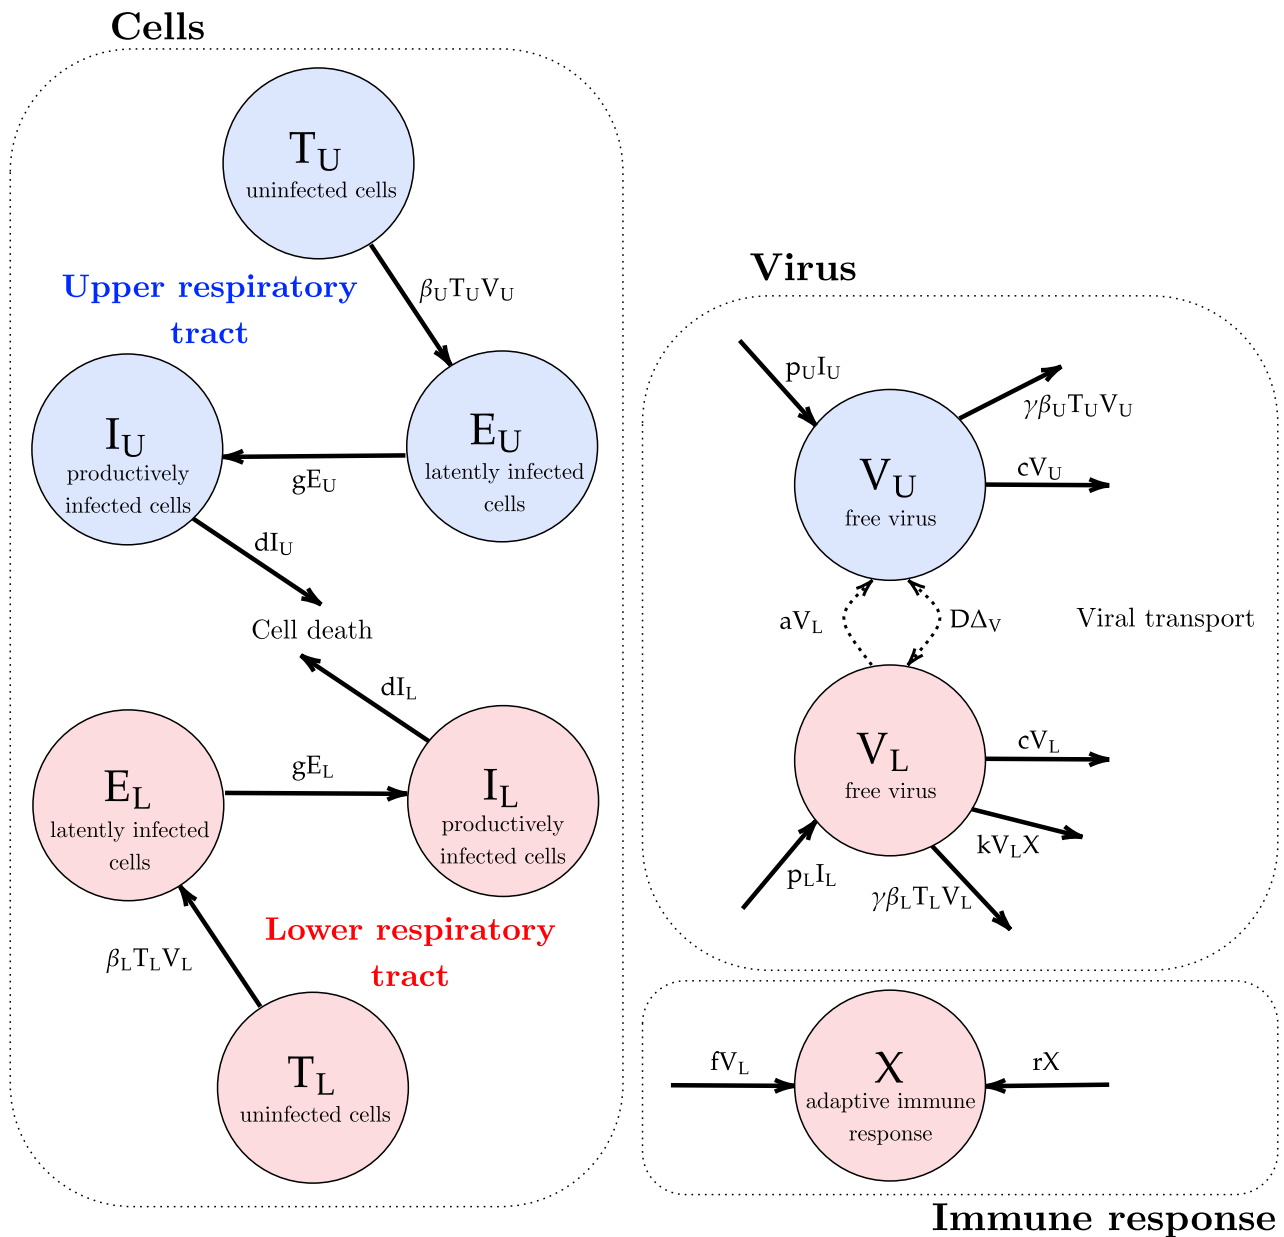 Cells
T_U
uninfected cells
β_U T_U V_U
Upper respiratory
tract
I_U
productively
infected cells
gE_U
E_U
latently infected
cells
dI_U
Cell death
dI_L
E_L
latently infected
cells
gE_L
I_L
productively
infected cells
Lower respiratory
tract
β_L T_L V_L
T_L
uninfected cells
Virus
p_U I_U
γβ_U T_U V_U
V_U
free virus
cV_U
aV_L
DΔ_V
Viral transport
V_L
free virus
cV_L
kV_L X
p_L I_L
γβ_L T_L V_L
fV_L
X
adaptive immune
response
rX
Immune response